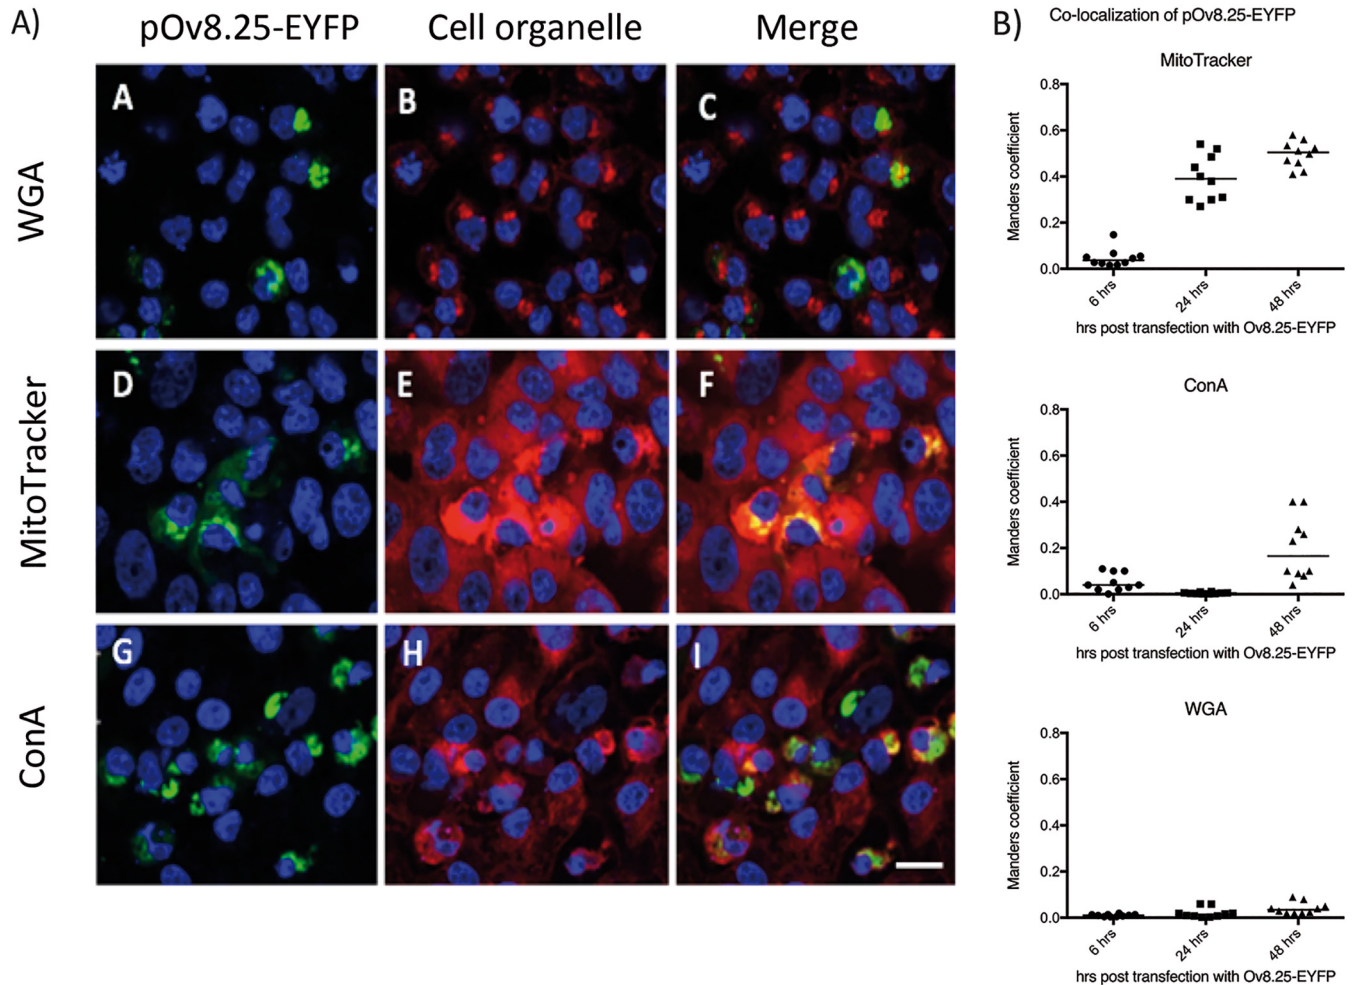 A)
pOv8.25-EYFP
Cell organelle
Merge
WGA
A
B
C
MitoTracker
D
E
F
ConA
G
H
I
B)
Co-localization of pOv8.25-EYFP
MitoTracker
Manders coefficient
0.8
0.6
0.4
0.2
0.0
6 hrs
24 hrs
48 hrs
hrs post transfection with Ov8.25-EYFP
ConA
Manders coefficient
0.8
0.6
0.4
0.2
0.0
6 hrs
24 hrs
48 hrs
hrs post transfection with Ov8.25-EYFP
WGA
Manders coefficient
0.8
0.6
0.4
0.2
0.0
6 hrs
24 hrs
48 hrs
hrs post transfection with Ov8.25-EYFP